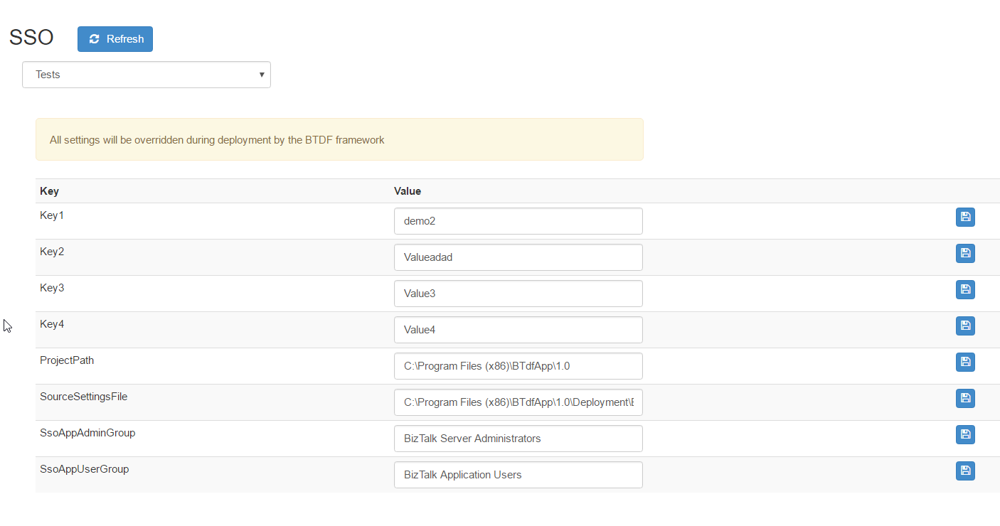 SSO Refresh
Tests
All settings will be overridden during deployment by the BTDF framework
Key Value
Key1 demo2
Key2 Valueadad
Key3 Value3
Key4 Value4
ProjectPath C:\Program Files (x86)\BTdfApp\1.0
SourceSettingsFile C:\Program Files (x86)\BTdfApp\1.0\Deployment\
SsoAppAdminGroup BizTalk Server Administrators
SsoAppUserGroup BizTalk Application Users